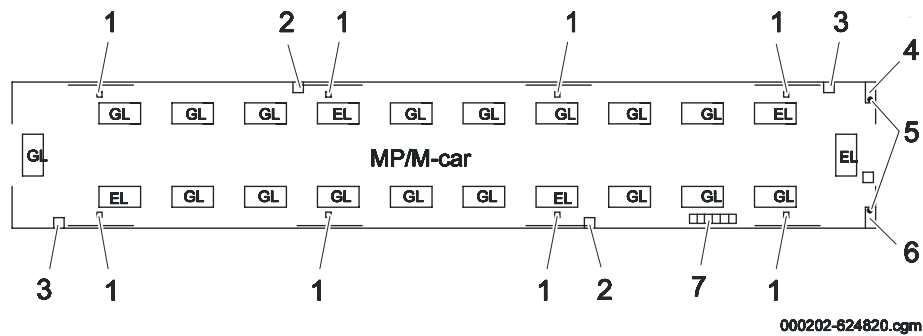 1 2 1 1 1 3 4
GL GL GL EL GL GL GL GL GL EL
5
GL MP/M-car EL
EL GL GL GL GL GL EL GL GL GL
6
3 1 1 1 2 7 1
000202-624820.cgm